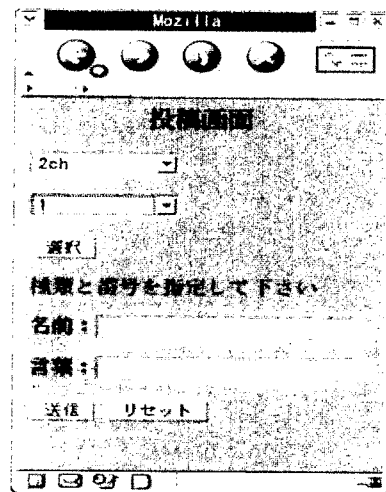 Mozilla
投稿画面
2ch
1
選択
種類と番号を指定して下さい
名前：
言葉：
送信 リセット